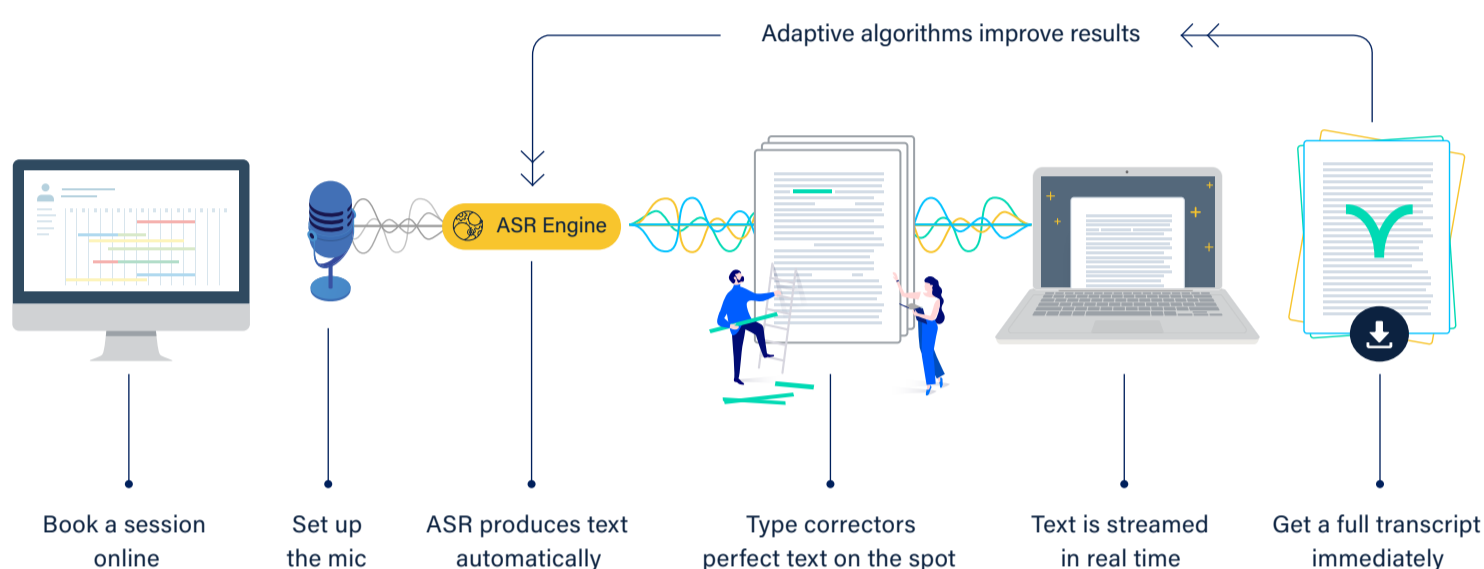 Adaptive algorithms improve results
ASR Engine
Book a session
online
Set up
the mic
ASR produces text
automatically
Type correctors
perfect text on the spot
Text is streamed
in real time
Get a full transcript
immediately